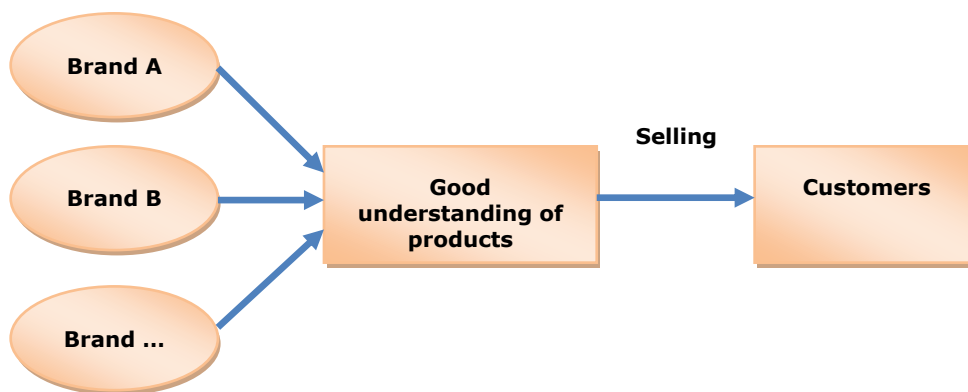 Brand A
Brand B
Brand ...
Good
understanding of
products
Selling
Customers